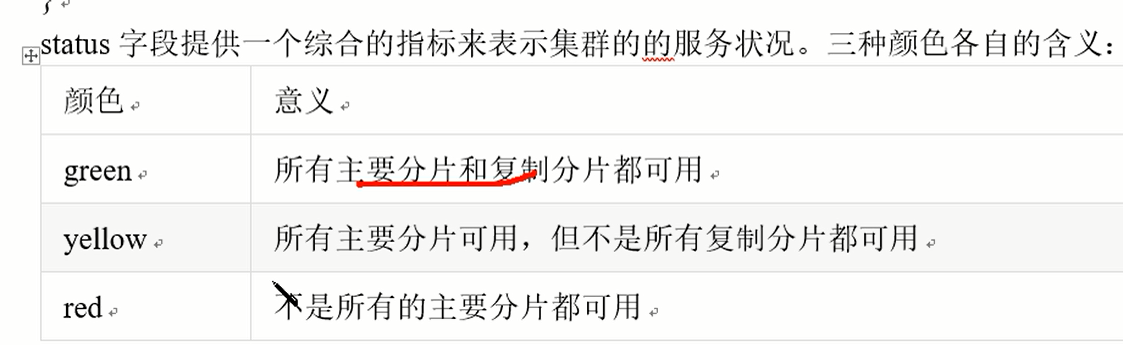 status 字段提供一个综合的指标来表示集群的的服务状况。三种颜色各自的含义：
颜色 意义
green 所有主要分片和复制分片都可用
yellow 所有主要分片可用，但不是所有复制分片都可用
red 不是所有的主要分片都可用